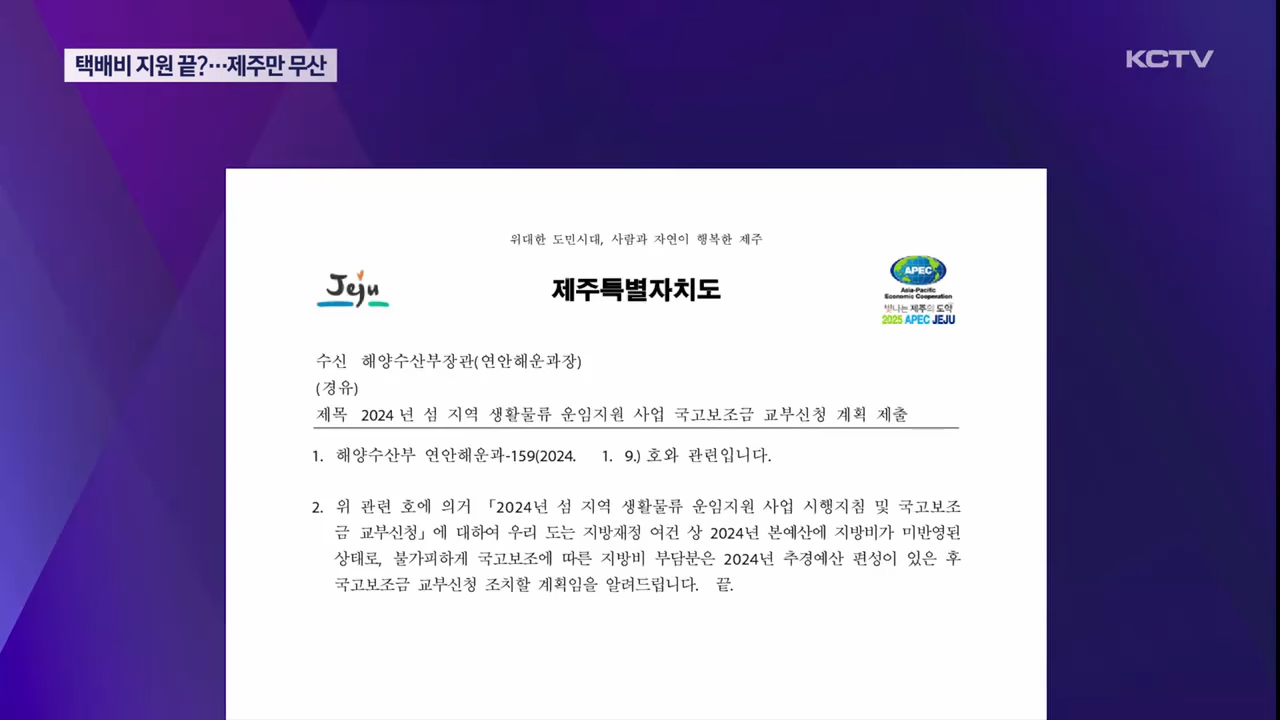 택배비 지원 끝?…제주만 무산
KCTV
위대한 도민시대, 사람과 자연이 행복한 제주
Jeju
제주특별자치도
APEC
Asia-Pacific
Economic Cooperation
빛나는 제주의 도약
2025 APEC JEJU
수신 해양수산부장관(연안해운과장)
(경유)
제목 2024 년 섬 지역 생활물류 운임지원 사업 국고보조금 교부신청 계획 제출
1. 해양수산부 연안해운과-159(2024. 1. 9.) 호와 관련입니다.
2. 위 관련 호에 의거 「2024년 섬 지역 생활물류 운임지원 사업 시행지침 및 국고보조
금 교부신청」에 대하여 우리 도는 지방재정 여건 상 2024년 본예산에 지방비가 미반영된
상태로, 불가피하게 국고보조에 따른 지방비 부담분은 2024년 추경예산 편성이 있은 후
국고보조금 교부신청 조치할 계획임을 알려드립니다. 끝.